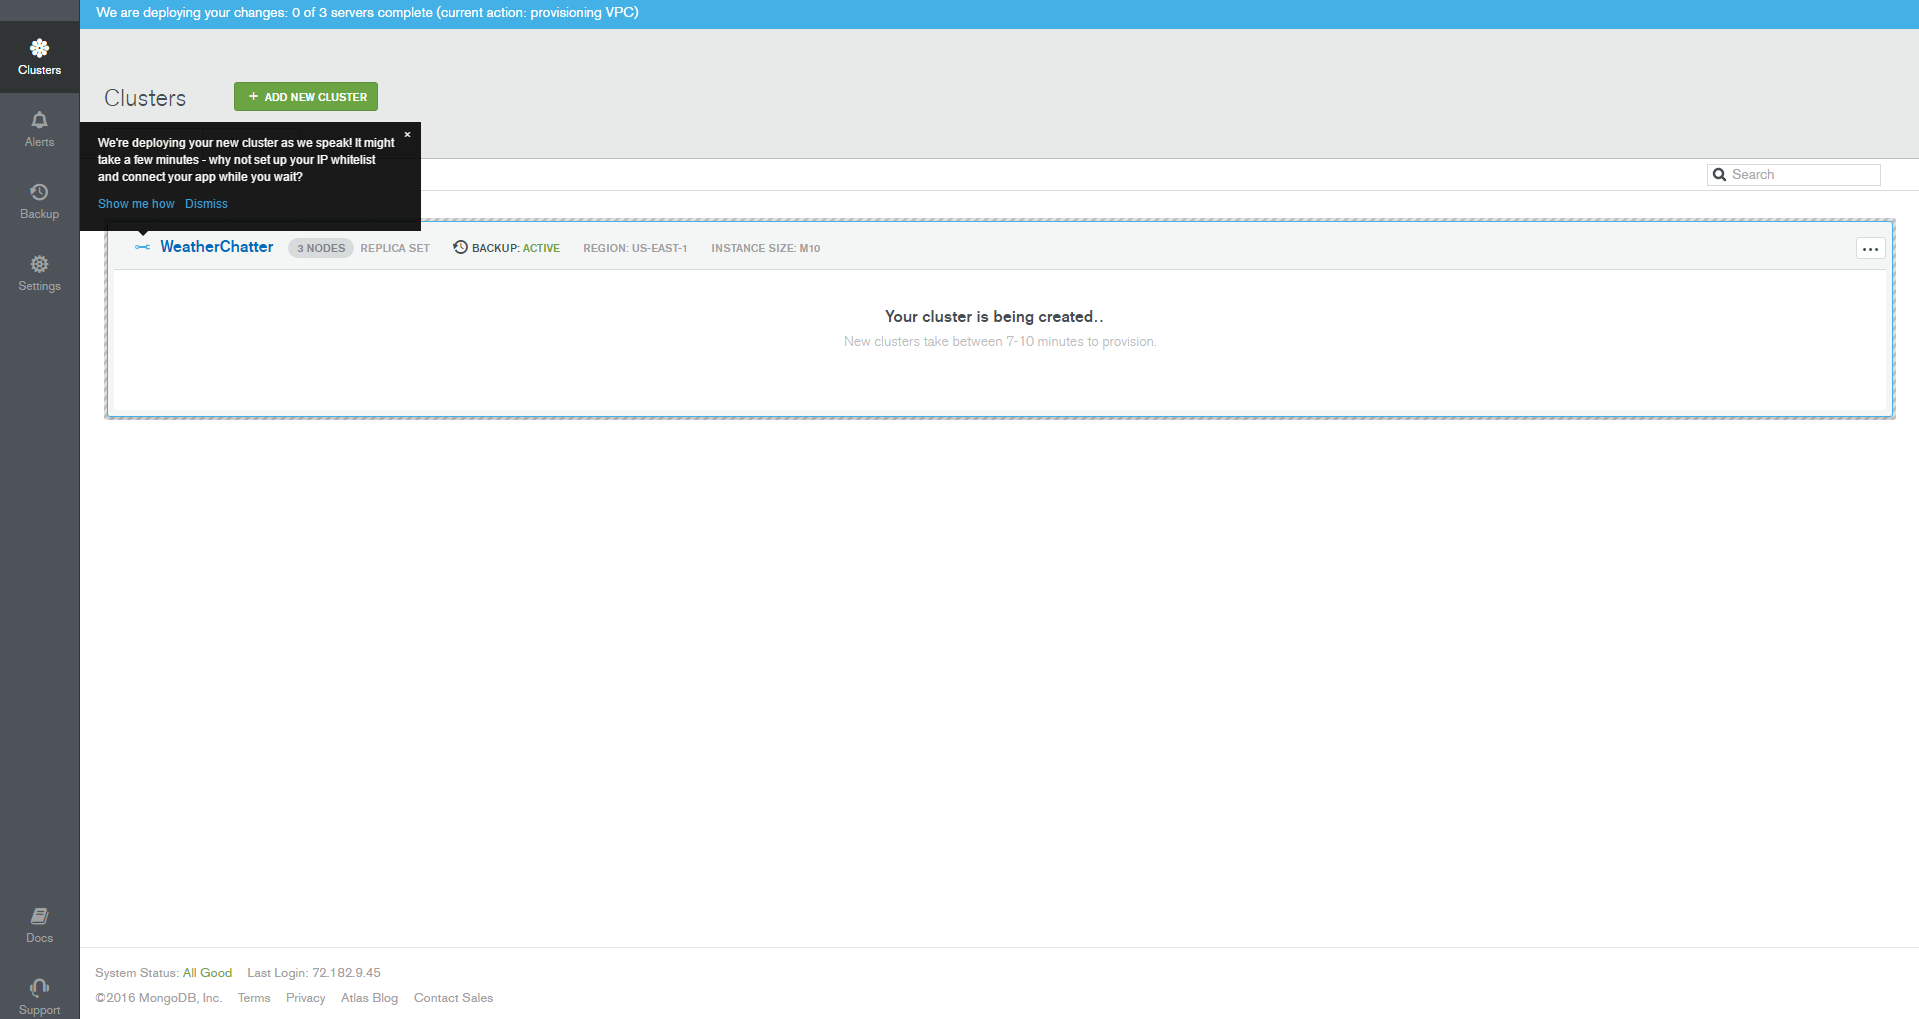 We are deploying your changes: 0 of 3 servers complete (current action: provisioning VPC)
Clusters
Alerts
Backup
Settings
Docs
Support
Clusters
+ ADD NEW CLUSTER
We're deploying your new cluster as we speak! It might
take a few minutes - why not set up your IP whitelist
and connect your app while you wait?
×
Show me how Dismiss
Search
WeatherChatter 3 NODES REPLICA SET BACKUP: ACTIVE REGION: US-EAST-1 INSTANCE SIZE: M10 ...
Your cluster is being created..
New clusters take between 7-10 minutes to provision.
System Status: All Good Last Login: 72.182.9.45
©2016 MongoDB, Inc. Terms Privacy Atlas Blog Contact Sales